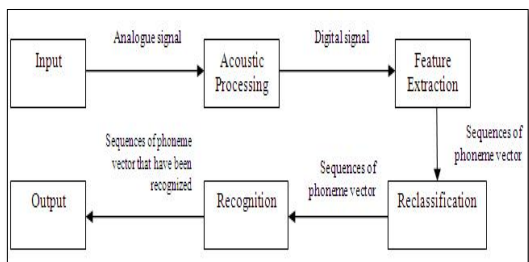 Analogue signal
Digital signal
Input
Acoustic
Processing
Feature
Extraction
Sequences of
phoneme vector
Sequences of phoneme
vector that have been
recognized
Sequences of
phoneme vector
Output
Recognition
Reclassification